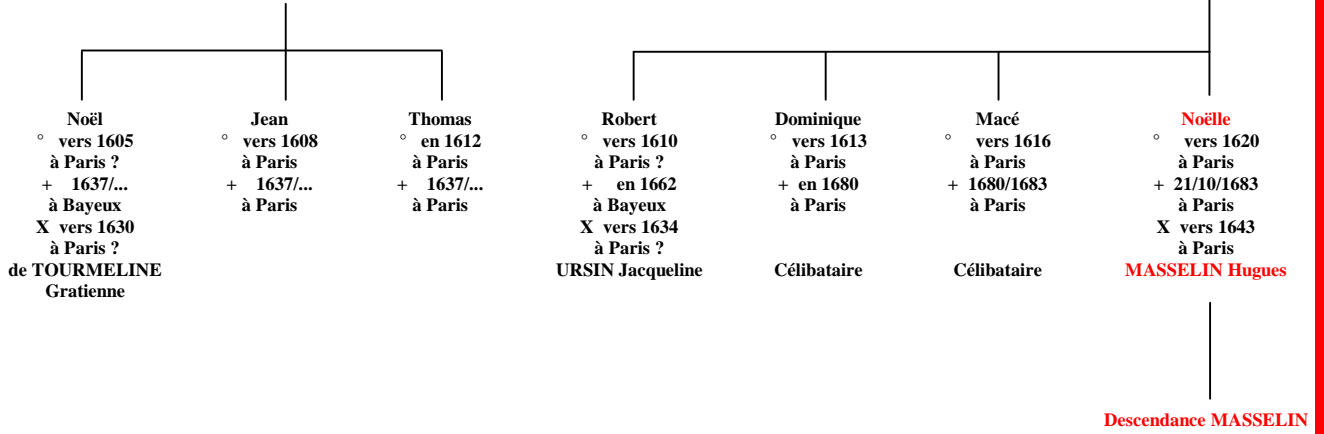 Noël
° vers 1605
à Paris ?
+ 1637/...
à Bayeux
X vers 1630
à Paris ?
de TOURMELINE
Gratienne
Jean
° vers 1608
à Paris
+ 1637/...
à Paris
Thomas
° en 1612
à Paris
+ 1637/...
à Paris
Robert
° vers 1610
à Paris ?
+ en 1662
à Bayeux
X vers 1634
à Paris ?
URSIN Jacqueline
Dominique
° vers 1613
à Paris
+ en 1680
à Paris
Célibataire
Macé
° vers 1616
à Paris
+ 1680/1683
à Paris
Célibataire
Noëlle
° vers 1620
à Paris
+ 21/10/1683
à Paris
X vers 1643
à Paris
MASSELIN Hugues
Descendance MASSELIN